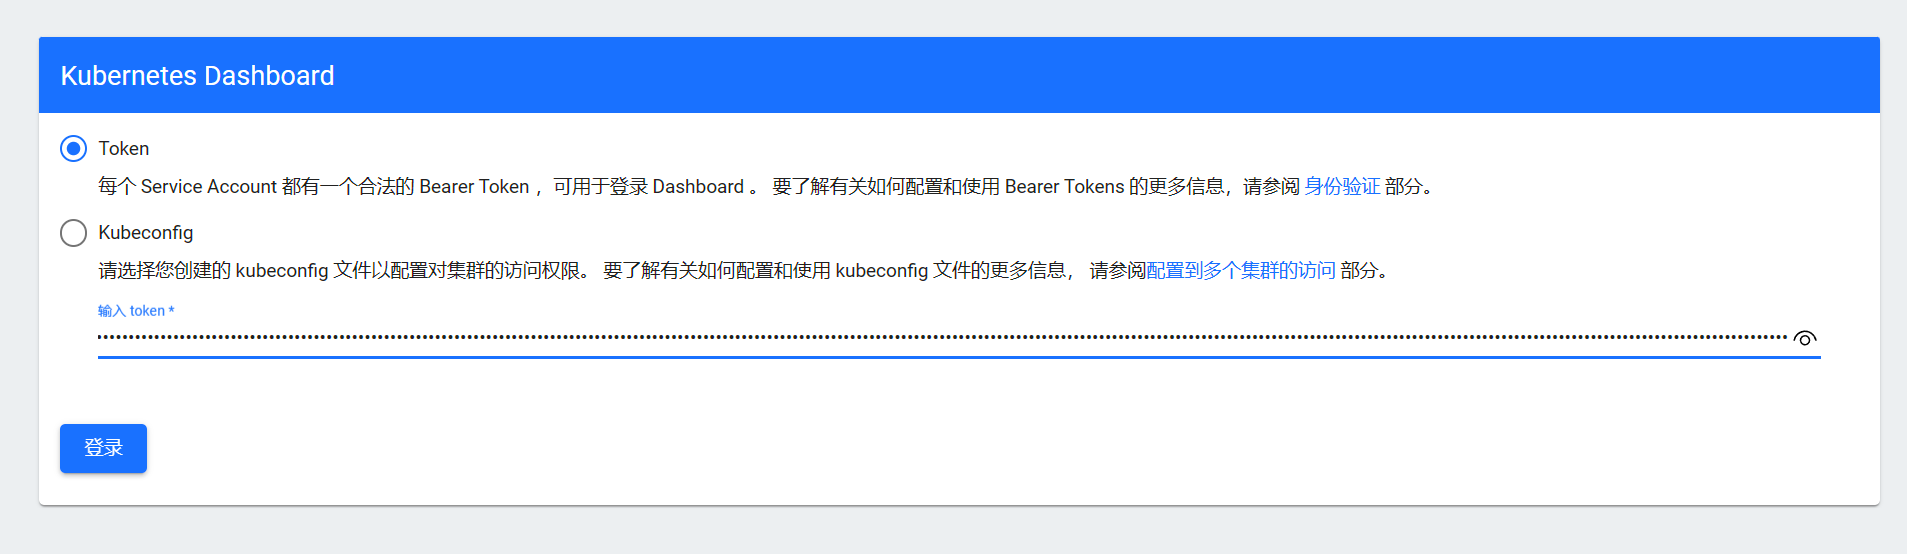 Kubernetes Dashboard
Token
每个 Service Account 都有一个合法的 Bearer Token ，可用于登录 Dashboard 。 要了解有关如何配置和使用 Bearer Tokens 的更多信息，请参阅 身份验证 部分。
Kubeconfig
请选择您创建的 kubeconfig 文件以配置对集群的访问权限。 要了解有关如何配置和使用 kubeconfig 文件的更多信息， 请参阅配置到多个集群的访问 部分。
输入 token *
登录